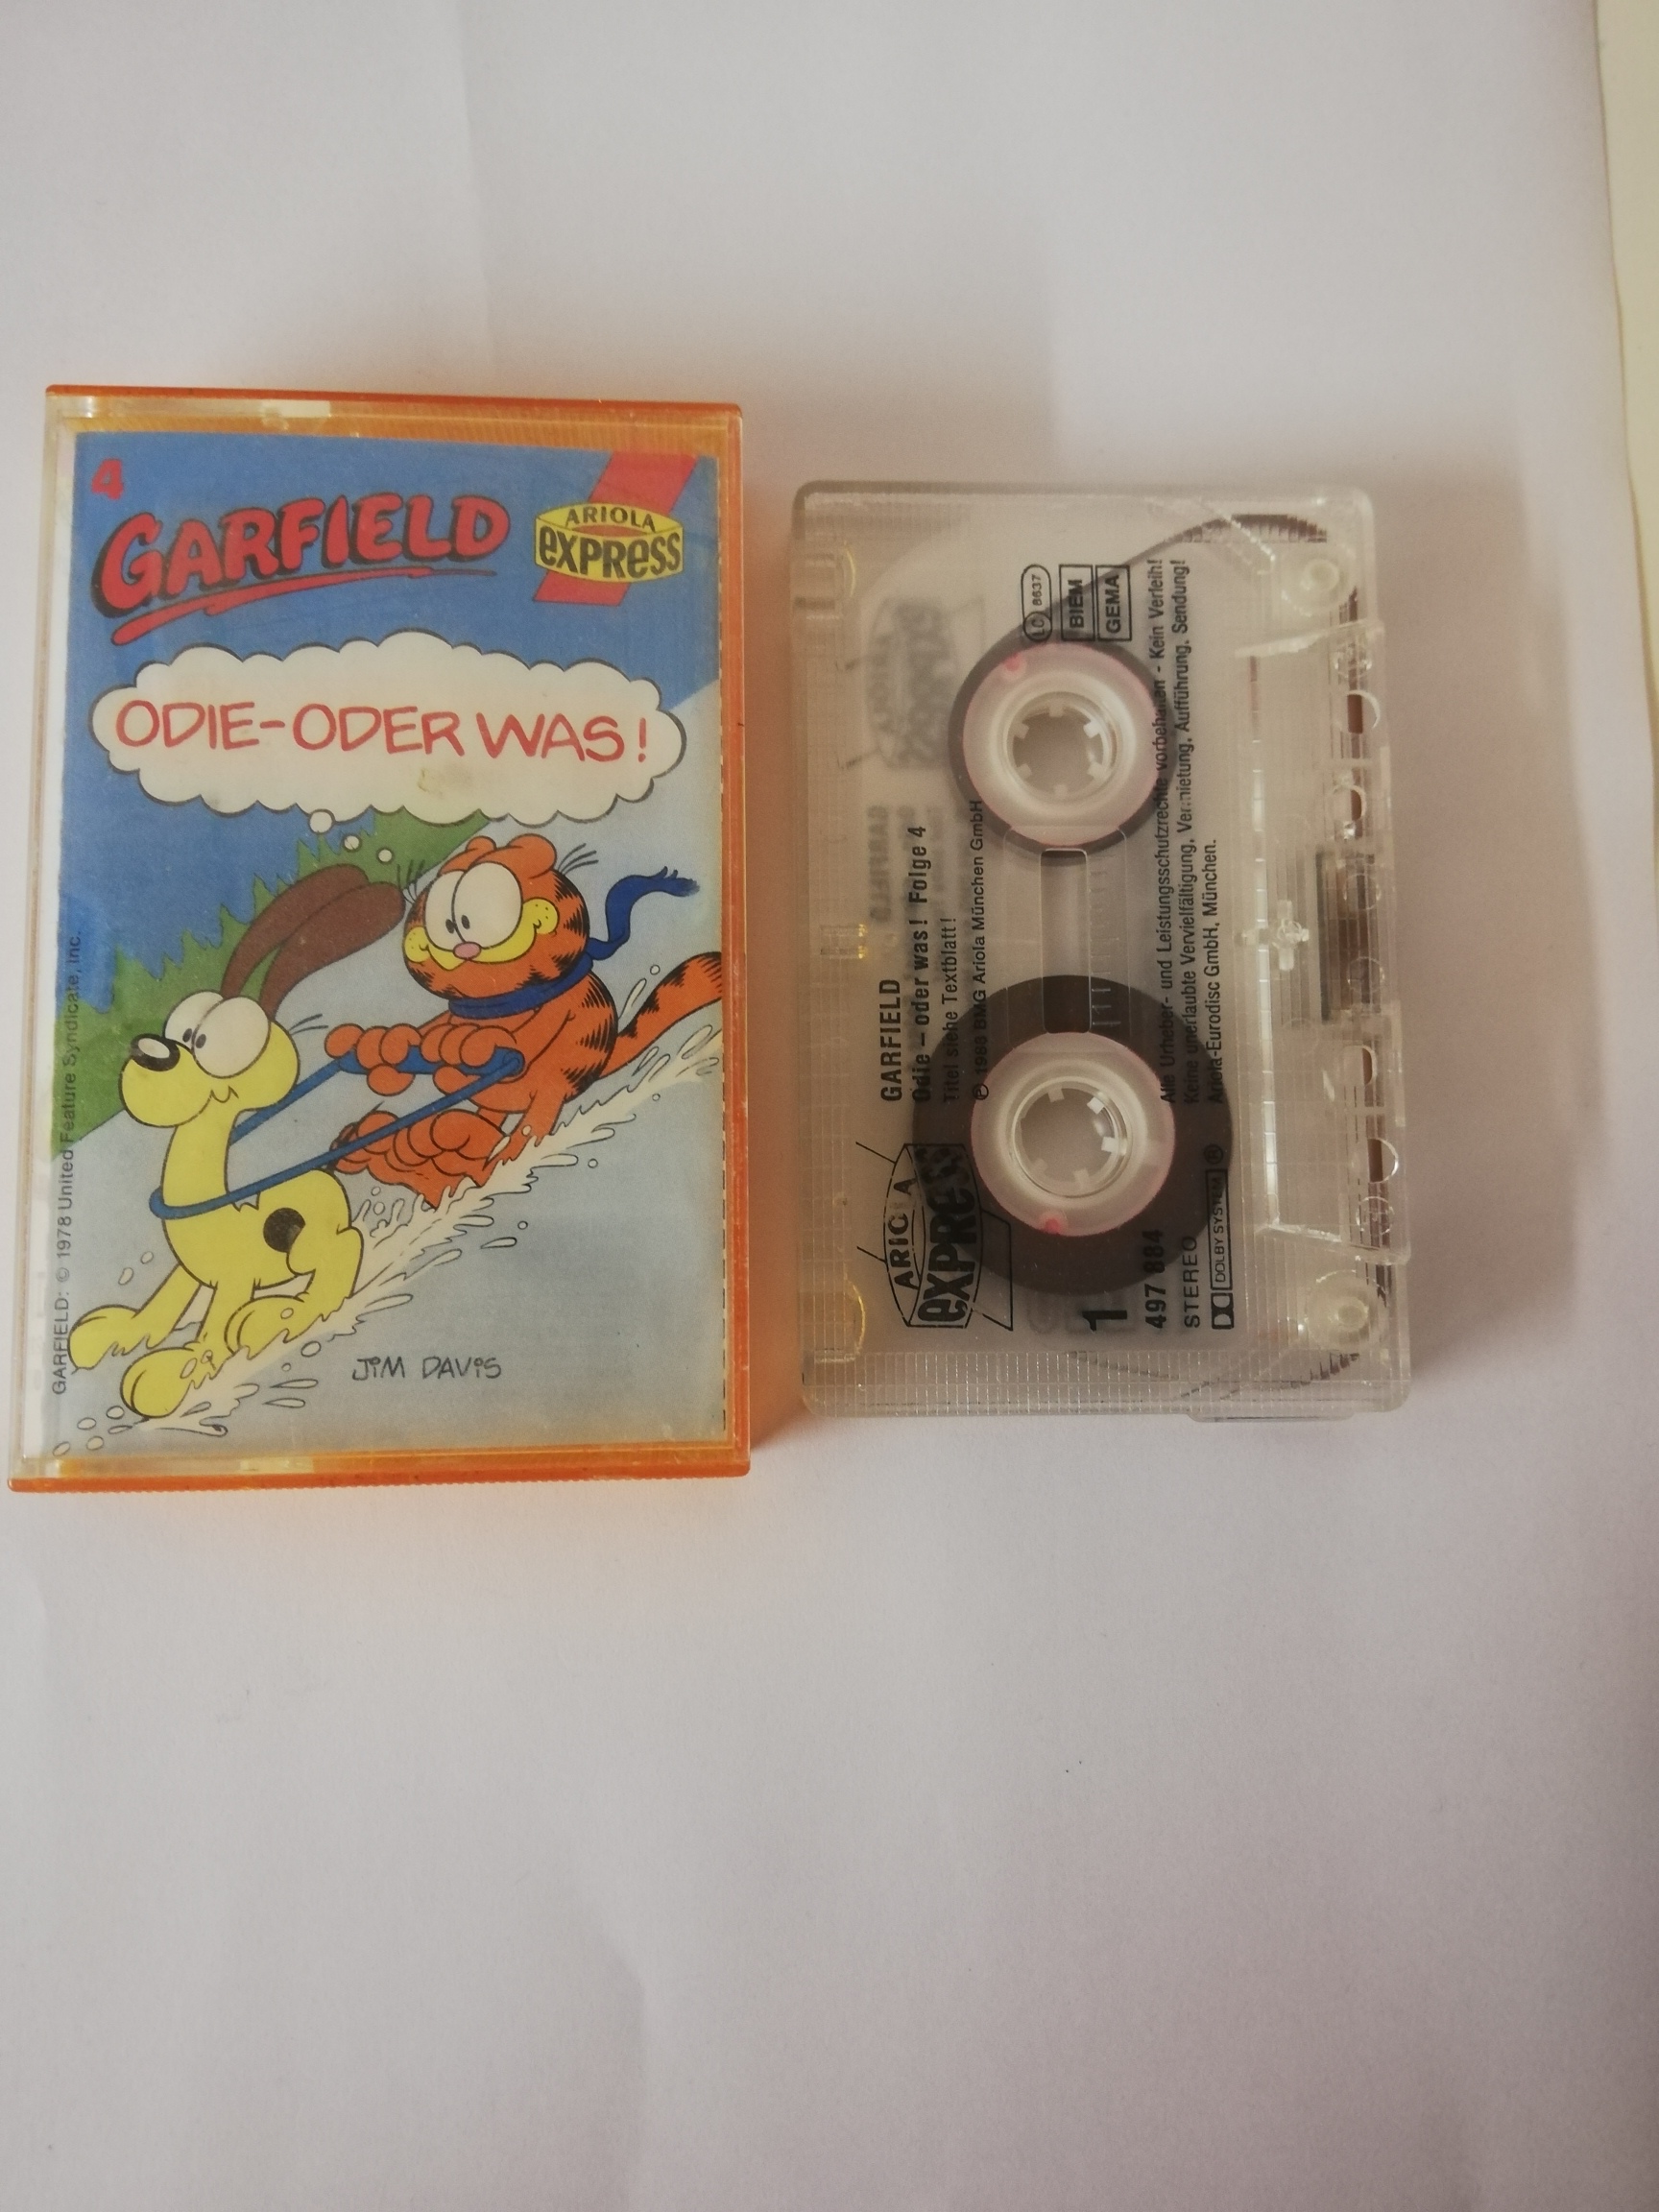 4
GARFIELD
ARIOLA
EXPRESS
ODIE-ODER WAS!
GARFIELD: © 1978 United Feature Syndicate, Inc.
JIM DAVIS
ARIOLA
EXPRESS
GARFIELD
Odie – oder was! Folge 4
Titel siehe Textblatt!
℗ 1988 BMG Ariola München GmbH
LC 8637
BIEM
GEMA
1
497 884
STEREO
DOLBY SYSTEM ®
Alle Urheber- und Leistungsschutzrechte vorbehalten - Kein Verleih!
Keine unerlaubte Vervielfältigung, Vermietung, Aufführung, Sendung!
Ariola-Eurodisc GmbH, München.